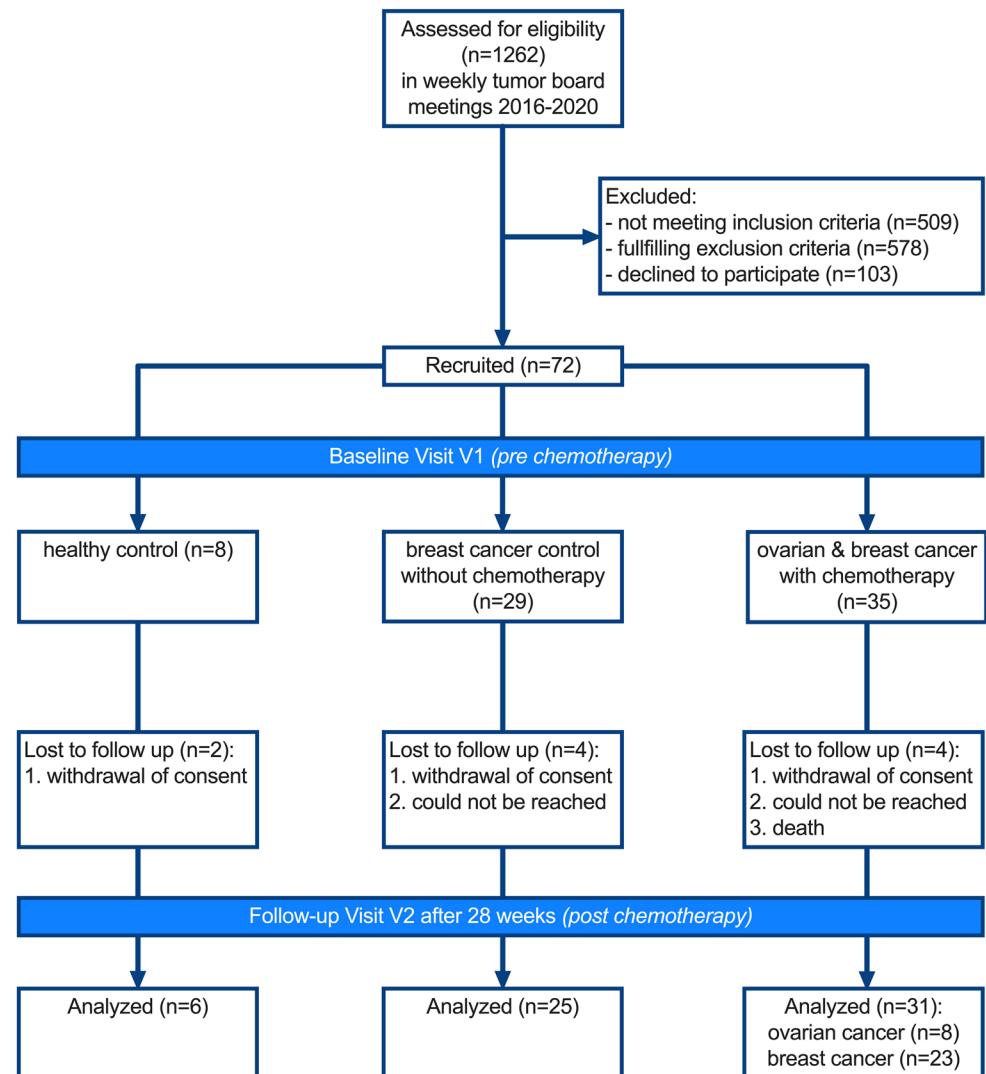 Assessed for eligibility
(n=1262)
in weekly tumor board
meetings 2016-2020
Excluded:
- not meeting inclusion criteria (n=509)
- fullfilling exclusion criteria (n=578)
- declined to participate (n=103)
Recruited (n=72)
Baseline Visit V1 (pre chemotherapy)
healthy control (n=8)
breast cancer control
without chemotherapy
(n=29)
ovarian & breast cancer
with chemotherapy
(n=35)
Lost to follow up (n=2):
1. withdrawal of consent
Lost to follow up (n=4):
1. withdrawal of consent
2. could not be reached
Lost to follow up (n=4):
1. withdrawal of consent
2. could not be reached
3. death
Follow-up Visit V2 after 28 weeks (post chemotherapy)
Analyzed (n=6)
Analyzed (n=25)
Analyzed (n=31):
ovarian cancer (n=8)
breast cancer (n=23)